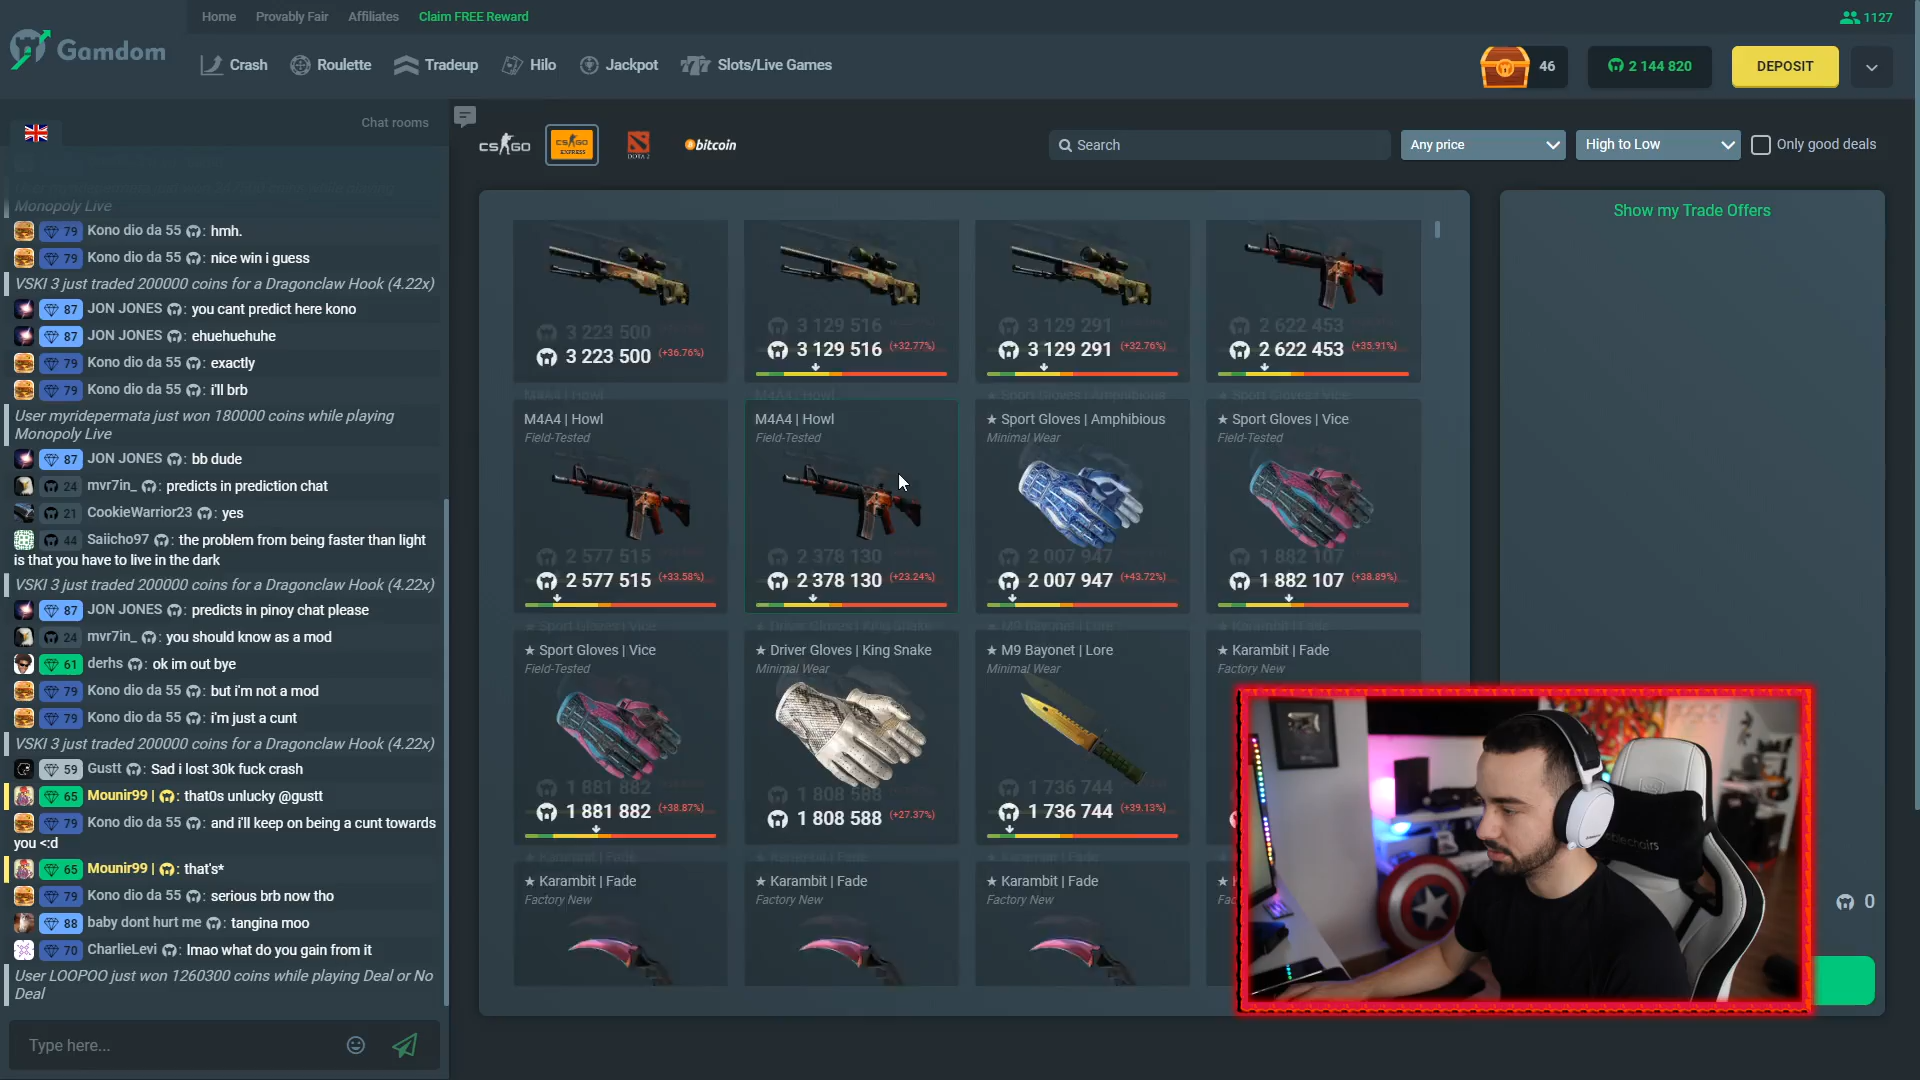 Home
Provably Fair
Affiliates
Claim FREE Reward
1127
Gamdom
Crash
Roulette
Tradeup
Hilo
Jackpot
Slots/Live Games
46
2 144 820
DEPOSIT
Chat rooms
Monopoly Live
79 Kono dio da 55 : hmh.
79 Kono dio da 55 : nice win i guess
VSKI 3 just traded 200000 coins for a Dragonclaw Hook (4.22x)
87 JON JONES : you cant predict here kono
87 JON JONES : ehuehuehuhe
79 Kono dio da 55 : exactly
79 Kono dio da 55 : i'll brb
User myridepermata just won 180000 coins while playing
Monopoly Live
87 JON JONES : bb dude
24 mvr7in_ : predicts in prediction chat
21 CookieWarrior23 : yes
44 Saiicho97 : the problem from being faster than light
is that you have to live in the dark
VSKI 3 just traded 200000 coins for a Dragonclaw Hook (4.22x)
87 JON JONES : predicts in pinoy chat please
24 mvr7in_ : you should know as a mod
61 derhs : ok im out bye
79 Kono dio da 55 : but i'm not a mod
79 Kono dio da 55 : i'm just a cunt
VSKI 3 just traded 200000 coins for a Dragonclaw Hook (4.22x)
59 Gustt : Sad i lost 30k fuck crash
65 Mounir99 | : that0s unlucky @gustt
79 Kono dio da 55 : and i'll keep on being a cunt towards
you <:d
65 Mounir99 | : that's*
79 Kono dio da 55 : serious brb now tho
88 baby dont hurt me : tangina moo
70 CharlieLevi : lmao what do you gain from it
User LOOPOO just won 1260300 coins while playing Deal or No
Deal
Type here...
CS:GO
CS:GO
EXPRESS
DOTA 2
bitcoin
Search
Any price
High to Low
Only good deals
3 223 500 (+36.76%)
3 129 516 (+32.77%)
3 129 291 (+32.76%)
2 622 453 (+35.91%)
M4A4 | Howl
Field-Tested
2 577 515 (+33.58%)
M4A4 | Howl
Field-Tested
2 378 130 (+23.24%)
★ Sport Gloves | Amphibious
Minimal Wear
2 007 947 (+43.72%)
★ Sport Gloves | Vice
Field-Tested
1 882 107 (+38.89%)
★ Sport Gloves | Vice
Field-Tested
1 881 882 (+38.87%)
★ Driver Gloves | King Snake
Minimal Wear
1 808 588 (+27.37%)
★ M9 Bayonet | Lore
Minimal Wear
1 736 744 (+39.13%)
★ Karambit | Fade
Factory New
★ Karambit | Fade
Factory New
★ Karambit | Fade
Factory New
★ Karambit | Fade
Factory New
Show my Trade Offers
0